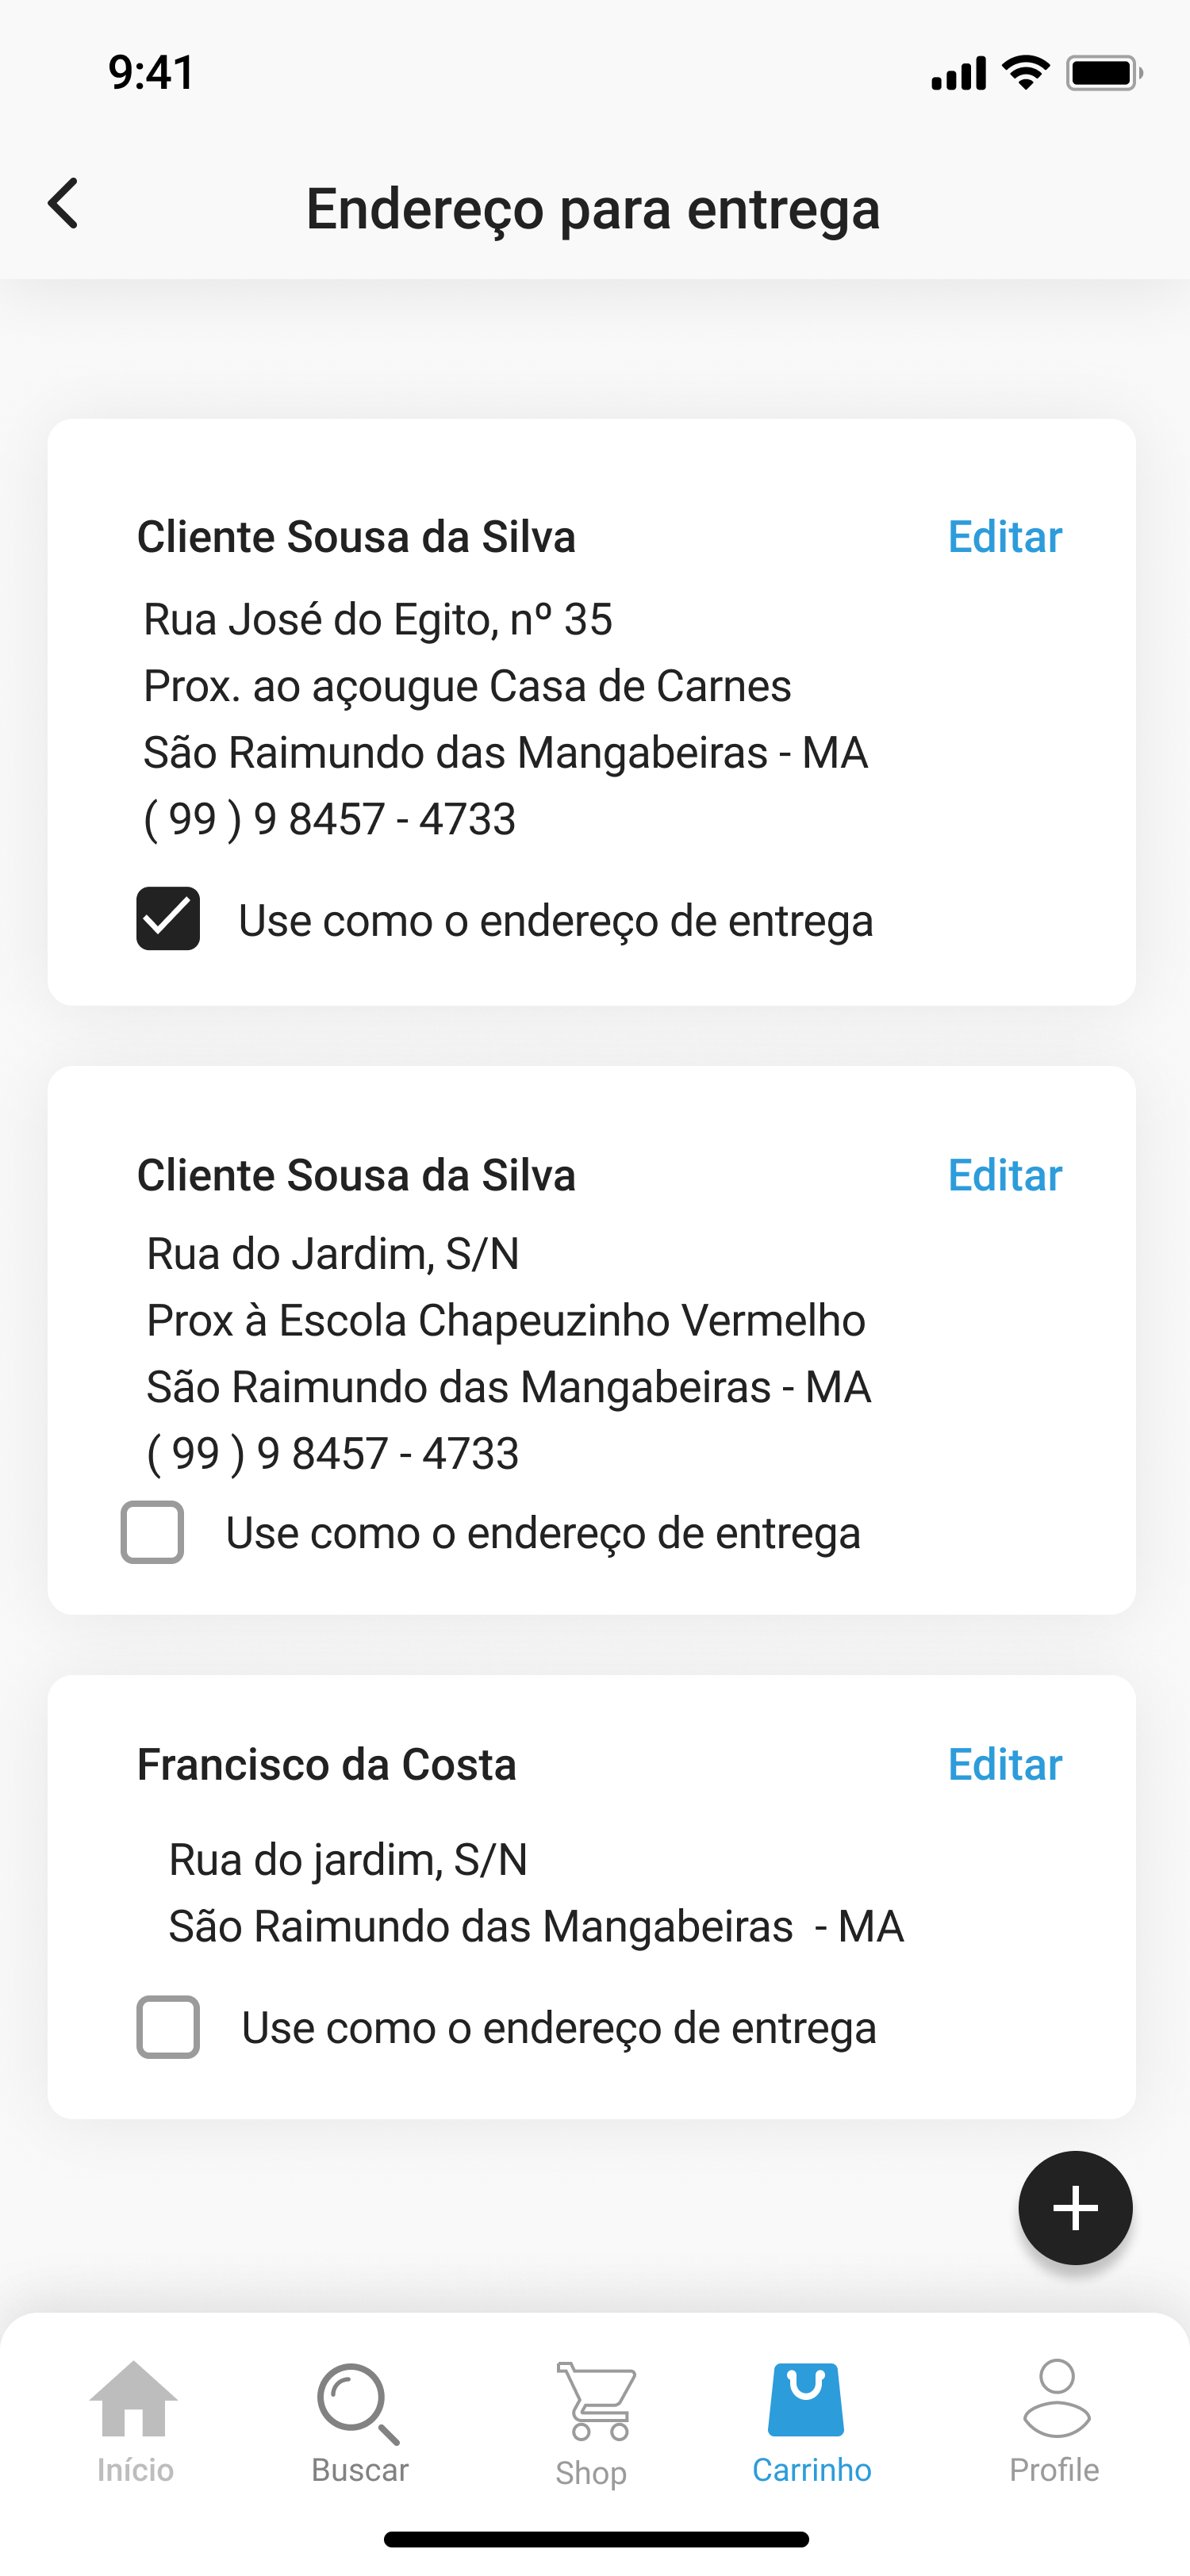 9:41
Endereço para entrega
Cliente Sousa da Silva
Editar
Rua José do Egito, nº 35
Prox. ao açougue Casa de Carnes
São Raimundo das Mangabeiras - MA
( 99 ) 9 8457 - 4733
Use como o endereço de entrega
Cliente Sousa da Silva
Editar
Rua do Jardim, S/N
Prox à Escola Chapeuzinho Vermelho
São Raimundo das Mangabeiras - MA
( 99 ) 9 8457 - 4733
Use como o endereço de entrega
Francisco da Costa
Editar
Rua do jardim, S/N
São Raimundo das Mangabeiras  - MA
Use como o endereço de entrega
Início
Buscar
Shop
Carrinho
Profile